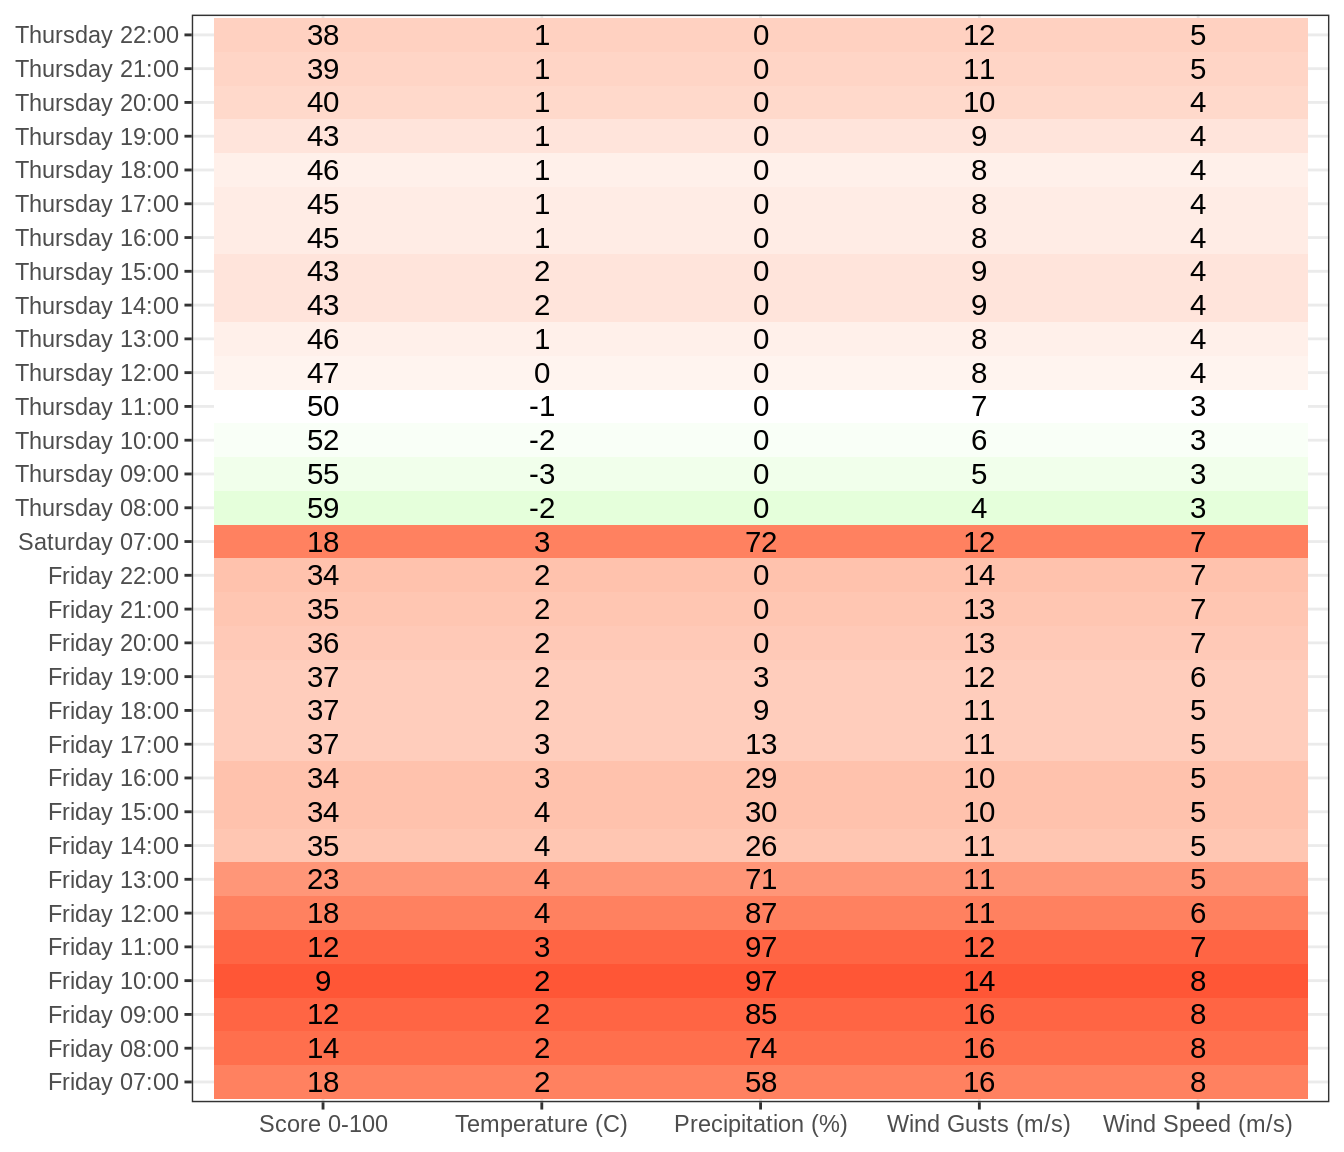 Thursday 22:00 38 1 0 12 5
Thursday 21:00 39 1 0 11 5
Thursday 20:00 40 1 0 10 4
Thursday 19:00 43 1 0 9 4
Thursday 18:00 46 1 0 8 4
Thursday 17:00 45 1 0 8 4
Thursday 16:00 45 1 0 8 4
Thursday 15:00 43 2 0 9 4
Thursday 14:00 43 2 0 9 4
Thursday 13:00 46 1 0 8 4
Thursday 12:00 47 0 0 8 4
Thursday 11:00 50 -1 0 7 3
Thursday 10:00 52 -2 0 6 3
Thursday 09:00 55 -3 0 5 3
Thursday 08:00 59 -2 0 4 3
Saturday 07:00 18 3 72 12 7
Friday 22:00 34 2 0 14 7
Friday 21:00 35 2 0 13 7
Friday 20:00 36 2 0 13 7
Friday 19:00 37 2 3 12 6
Friday 18:00 37 2 9 11 5
Friday 17:00 37 3 13 11 5
Friday 16:00 34 3 29 10 5
Friday 15:00 34 4 30 10 5
Friday 14:00 35 4 26 11 5
Friday 13:00 23 4 71 11 5
Friday 12:00 18 4 87 11 6
Friday 11:00 12 3 97 12 7
Friday 10:00 9 2 97 14 8
Friday 09:00 12 2 85 16 8
Friday 08:00 14 2 74 16 8
Friday 07:00 18 2 58 16 8
Score 0-100 Temperature (C) Precipitation (%) Wind Gusts (m/s) Wind Speed (m/s)